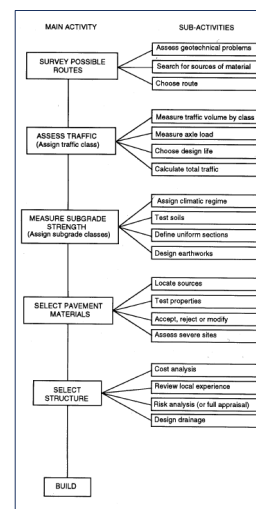 MAIN ACTIVITY
SUB-ACTIVITIES
SURVEY POSSIBLE
ROUTES
Assess geotechnical problems
Search for sources of material
Choose route
ASSESS TRAFFIC
(Assign traffic class)
Measure traffic volume by class
Measure axle load
Choose design life
Calculate total traffic
MEASURE SUBGRADE
STRENGTH
(Assign subgrade classes)
Assign climatic regime
Test soils
Define uniform sections
Design earthworks
SELECT PAVEMENT
MATERIALS
Locate sources
Test properties
Accept, reject or modify
Assess severe sites
SELECT
STRUCTURE
Cost analysis
Review local experience
Risk analysis (or full appraisal)
Design drainage
BUILD